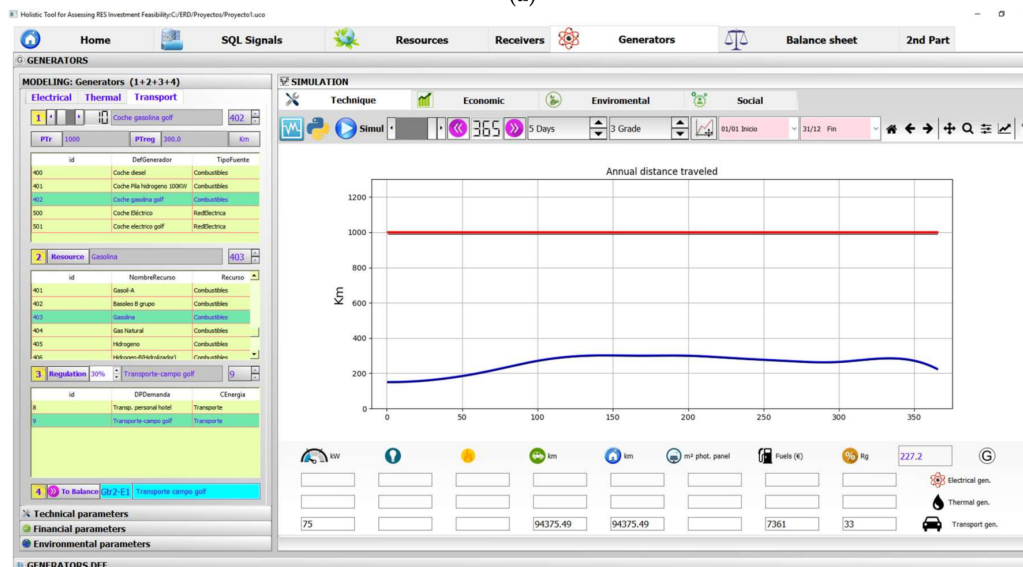 (a)
Holistic Tool for Assessing RES Investment Feasibility:C:/ERD/Proyectos/Proyecto1.uco
Home SQL Signals Resources Receivers Generators Balance sheet 2nd Part
GENERATORS
MODELING: Generators (1+2+3+4)
Electrical Thermal Transport
1 10 Coche gasolina golf 402
PTr 1000 PTreg 300.0 Km
id DefGenerador TipoFuente
400 Coche diesel Combustibles
401 Coche Pila hidrogeno 100KW Combustibles
402 Coche gasolina golf Combustibles
500 Coche Eléctrico RedElectrica
501 Coche electrico golf RedElectrica
2 Resource Gasolina 403
id NombreRecurso Recurso
401 Gasoil-A Combustibles
402 Basoleo B grupo Combustibles
403 Gasolina Combustibles
404 Gas Natural Combustibles
405 Hidrogeno Combustibles
406 Combustibles
3 Regulation 30% Transporte-campo golf 9
id DPDemanda CEnergia
8 Transp. personal hotel Transporte
9 Transporte-campo golf Transporte
4 To Balance Gtr2-E1 Transporte campo golf
Technical parameters
Financial parameters
Environmental parameters
GENERATORS DEF.
SIMULATION
Technique Economic Enviromental Social
Simul 365 5 Days 3 Grade 01/01 Inicio 31/12 Fin
Annual distance traveled
Km
1200
1000
800
600
400
200
0
0 50 100 150 200 250 300 350
kW km km m² phot. panel Fuels (€) Rg 227.2 G
Electrical gen.
Thermal gen.
75 94375.49 94375.49 7361 33 Transport gen.